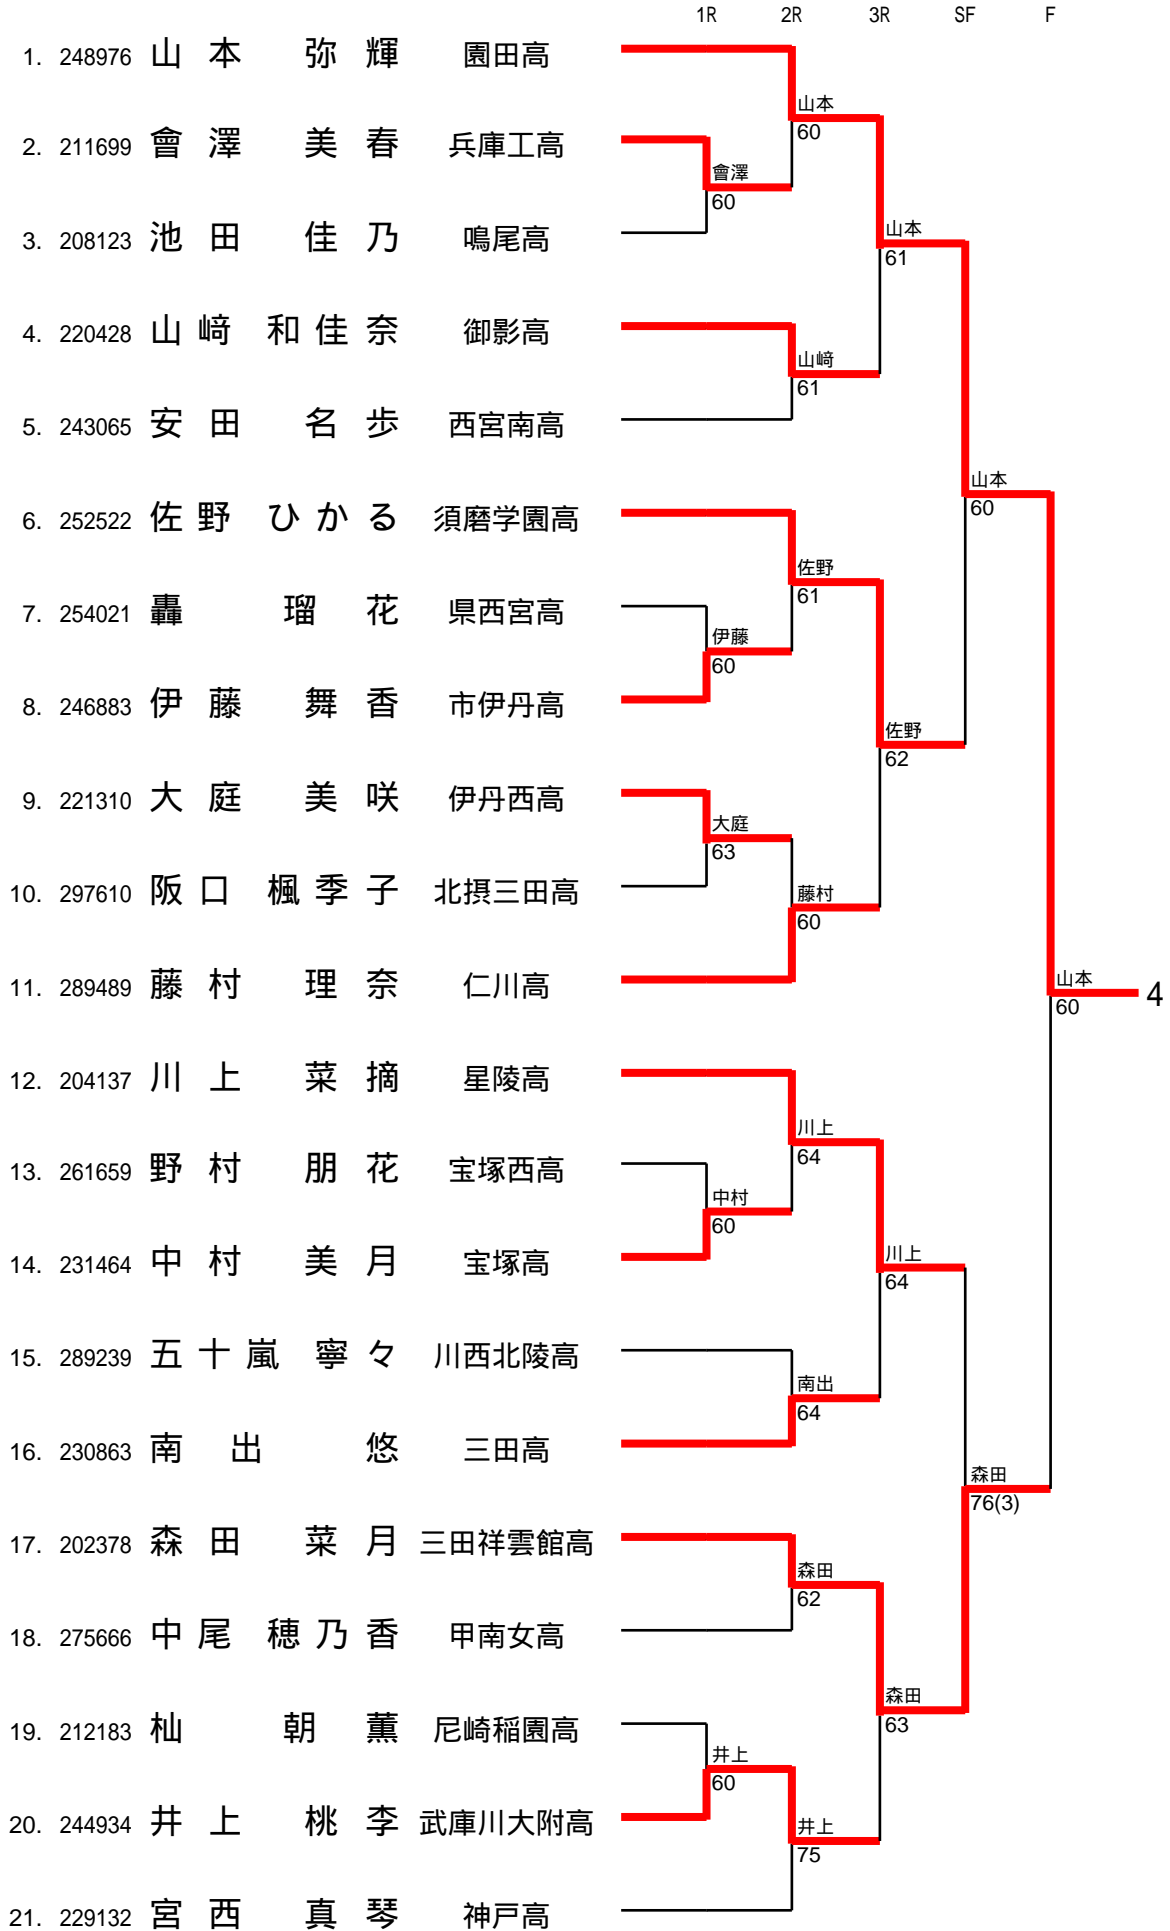 1R 2R 3R SF F
1. 248976 山本 弥輝 園田高
山本
60
2. 211699 會澤 美春 兵庫工高
會澤
60
3. 208123 池田 佳乃 鳴尾高
山本
61
4. 220428 山﨑 和佳奈 御影高
山﨑
61
5. 243065 安田 名歩 西宮南高
山本
60
6. 252522 佐野 ひかる 須磨学園高
佐野
61
7. 254021 轟 瑠花 県西宮高
伊藤
60
8. 246883 伊藤 舞香 市伊丹高
佐野
62
9. 221310 大庭 美咲 伊丹西高
大庭
63
10. 297610 阪口 楓季子 北摂三田高
藤村
60
11. 289489 藤村 理奈 仁川高
山本 4
60
12. 204137 川上 菜摘 星陵高
川上
64
13. 261659 野村 朋花 宝塚西高
中村
60
14. 231464 中村 美月 宝塚高
川上
64
15. 289239 五十嵐 寧々 川西北陵高
南出
64
16. 230863 南出 悠 三田高
森田
76(3)
17. 202378 森田 菜月 三田祥雲館高
森田
62
18. 275666 中尾 穂乃香 甲南女高
森田
63
19. 212183 杣 朝薫 尼崎稲園高
井上
60
20. 244934 井上 桃李 武庫川大附高
井上
75
21. 229132 宮西 真琴 神戸高